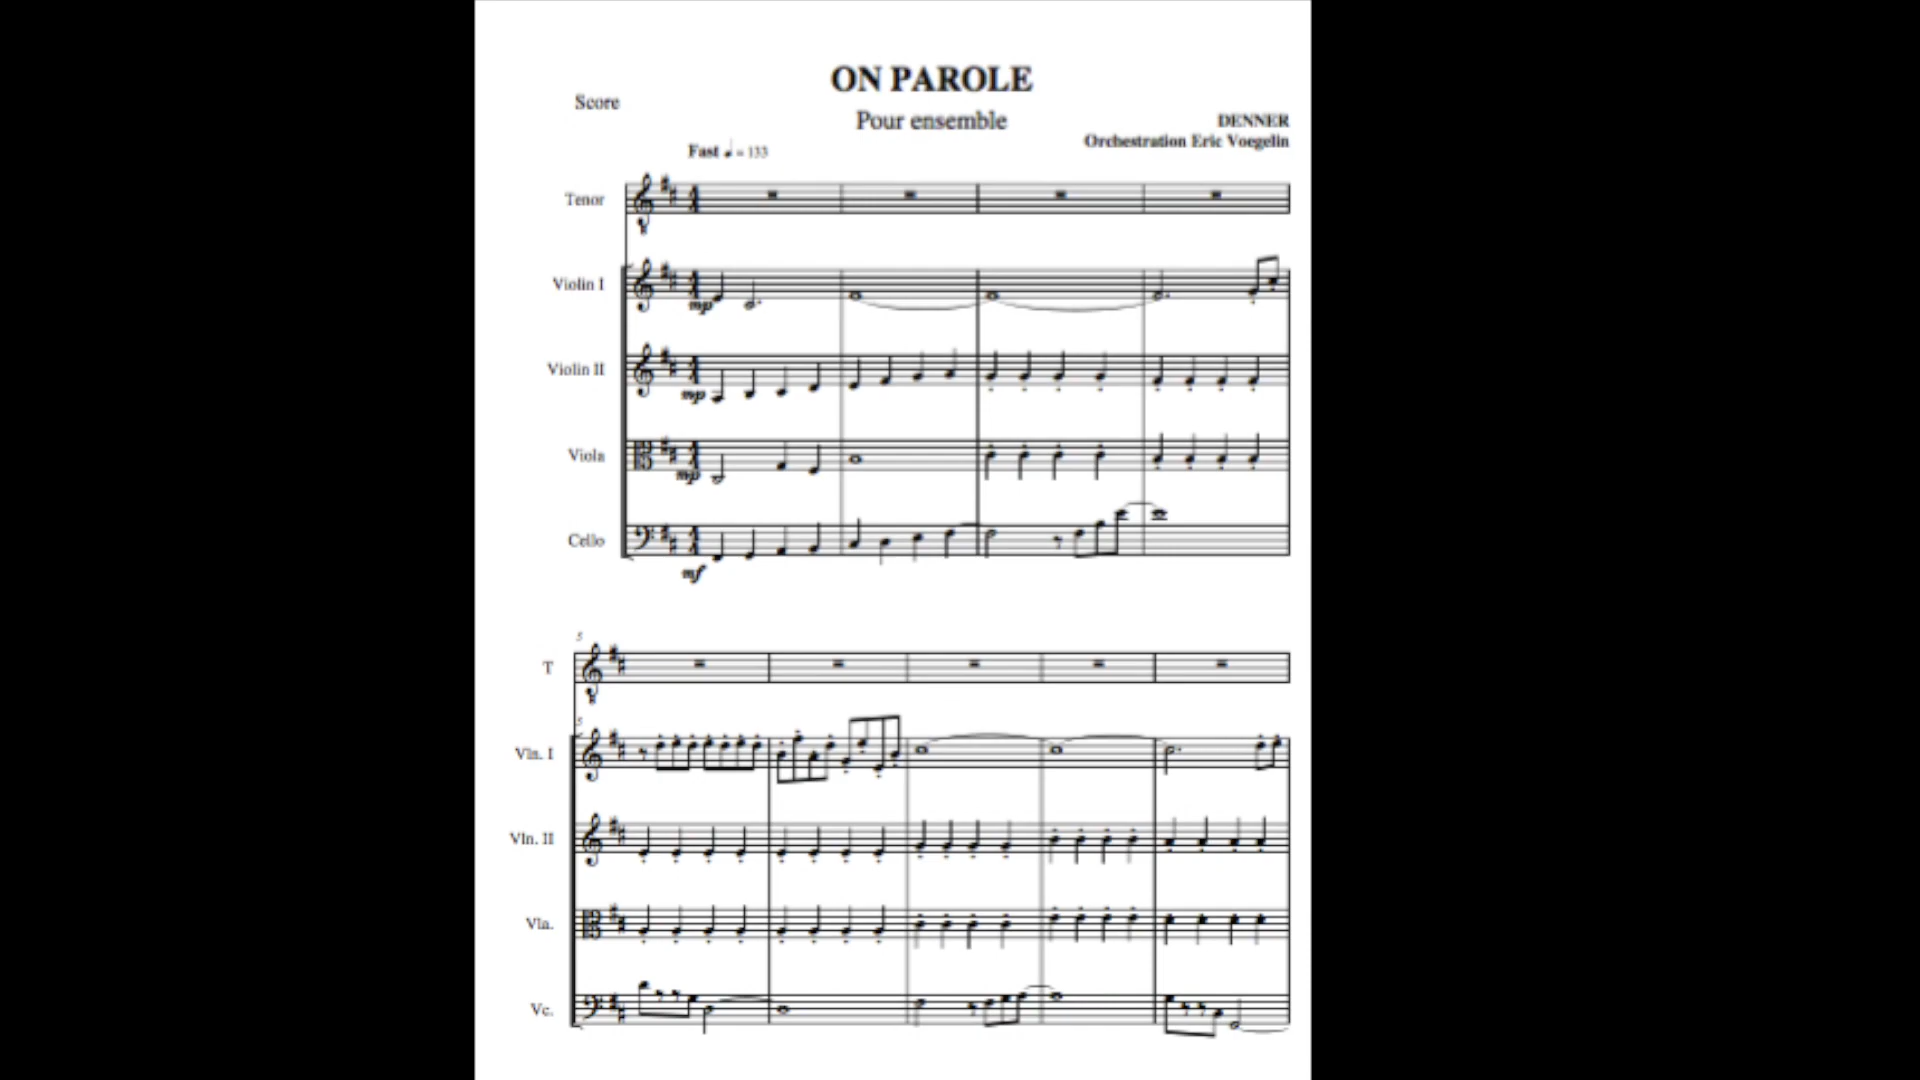 ON PAROLE
Score
Pour ensemble
DENNER
Orchestration Eric Voegelin
Fast ♩ = 133
Tenor
Violin I
mp
Violin II
mp
Viola
mp
Cello
mf
5
T
5
Vln. I
Vln. II
Vla.
Vc.